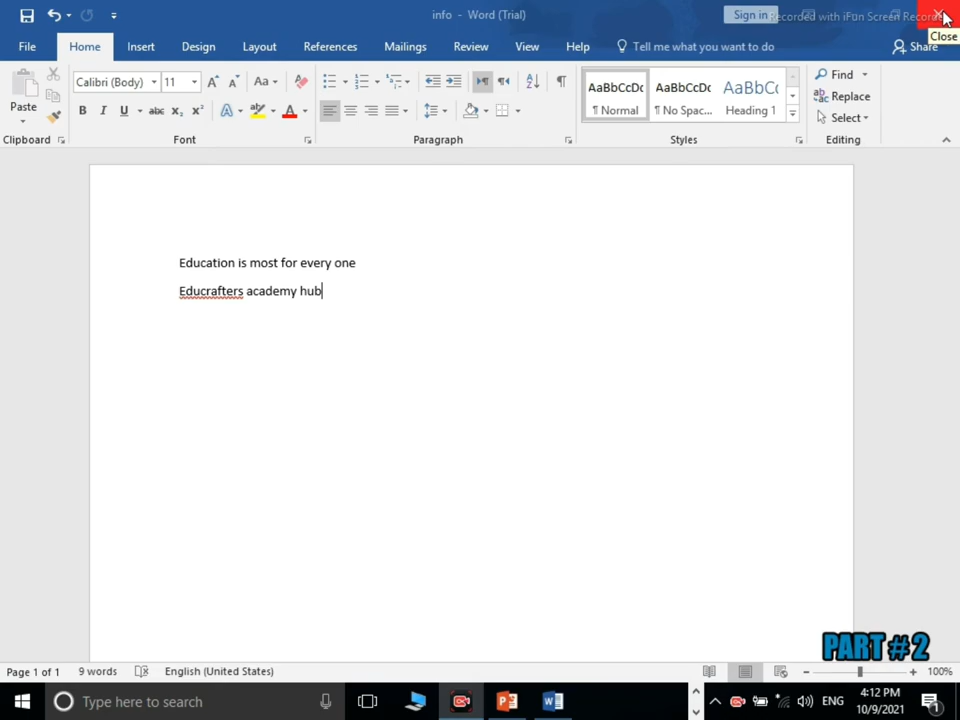 info - Word (Trial)
Sign in
Recorded with iFun Screen Recor
Close
File Home Insert Design Layout References Mailings Review View Help Tell me what you want to do Share
Paste
Calibri (Body) 11
Aa
B I U abc X₂ X² A A
AaBbCcDc AaBbCcDc AaBbCc
¶ Normal ¶ No Spac... Heading 1
Find
Replace
Select
Clipboard Font Paragraph Styles Editing
Education is most for every one
Educrafters academy hub
PART # 2
Page 1 of 1 9 words English (United States) 100%
Type here to search
ENG
4:12 PM
10/9/2021
1